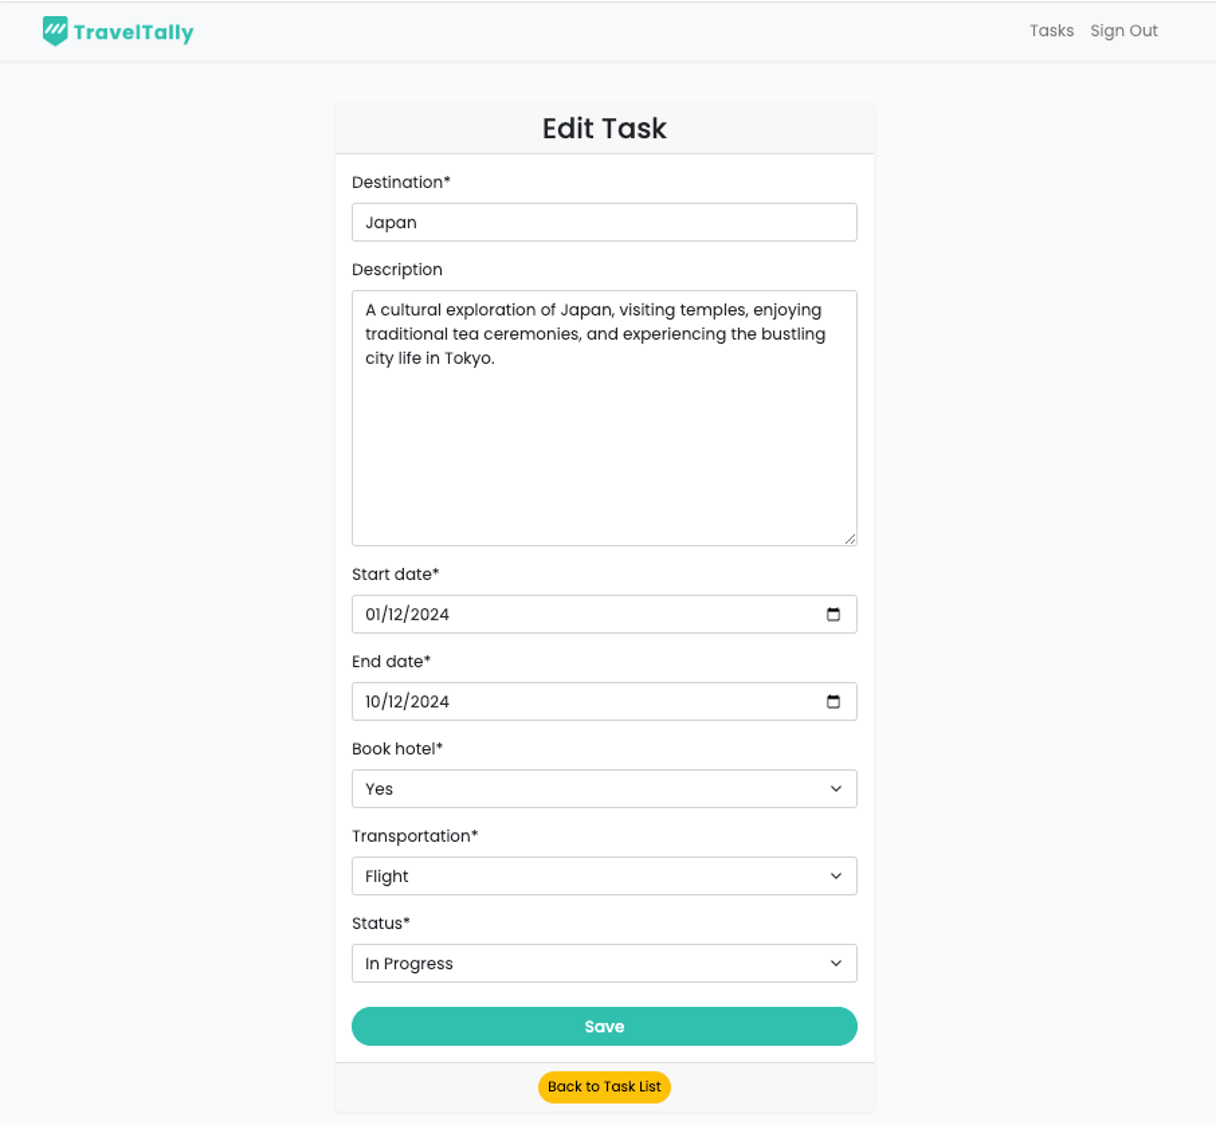 TravelTally
Tasks Sign Out
Edit Task
Destination*
Japan
Description
A cultural exploration of Japan, visiting temples, enjoying
traditional tea ceremonies, and experiencing the bustling
city life in Tokyo.
Start date*
01/12/2024
End date*
10/12/2024
Book hotel*
Yes
Transportation*
Flight
Status*
In Progress
Save
Back to Task List